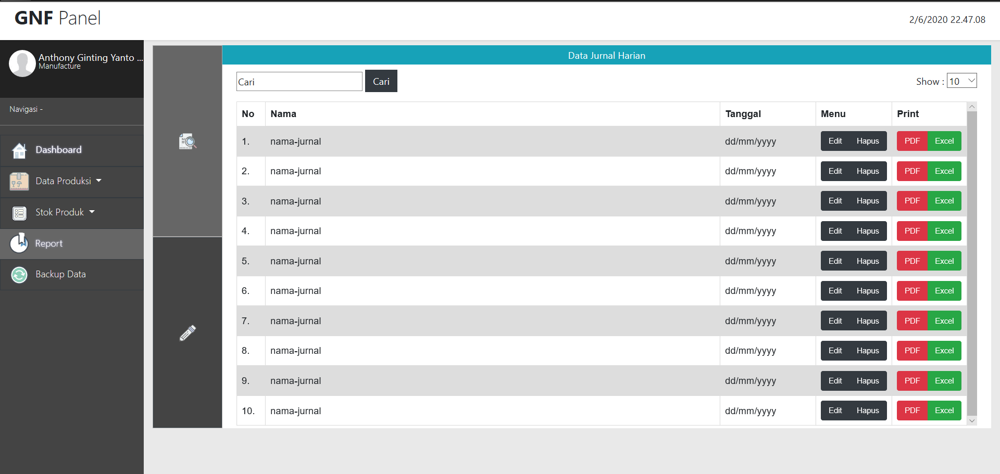 GNF Panel
2/6/2020 22.47.08
Anthony Ginting Yanto ...
Manufacture
Navigasi -
Dashboard
Data Produksi
Stok Produk
Report
Backup Data
Data Jurnal Harian
Cari Cari Show : 10
No Nama Tanggal Menu Print
1. nama-jurnal dd/mm/yyyy Edit Hapus PDF Excel
2. nama-jurnal dd/mm/yyyy Edit Hapus PDF Excel
3. nama-jurnal dd/mm/yyyy Edit Hapus PDF Excel
4. nama-jurnal dd/mm/yyyy Edit Hapus PDF Excel
5. nama-jurnal dd/mm/yyyy Edit Hapus PDF Excel
6. nama-jurnal dd/mm/yyyy Edit Hapus PDF Excel
7. nama-jurnal dd/mm/yyyy Edit Hapus PDF Excel
8. nama-jurnal dd/mm/yyyy Edit Hapus PDF Excel
9. nama-jurnal dd/mm/yyyy Edit Hapus PDF Excel
10. nama-jurnal dd/mm/yyyy Edit Hapus PDF Excel